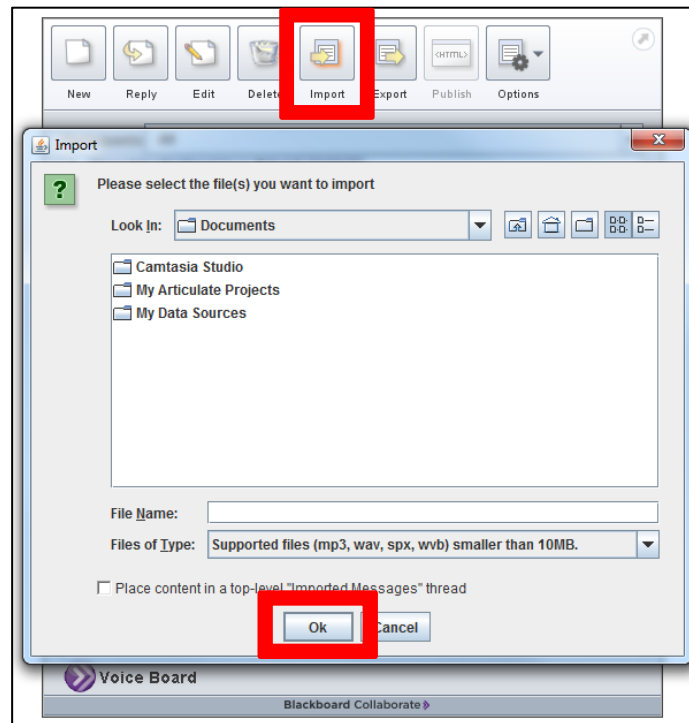 New Reply Edit Delete Import Export <HTML> Publish Options
Import
Please select the file(s) you want to import
Look In: Documents
Camtasia Studio
My Articulate Projects
My Data Sources
File Name:
Files of Type: Supported files (mp3, wav, spx, wvb) smaller than 10MB.
Place content in a top-level "Imported Messages" thread
Ok Cancel
Voice Board
Blackboard Collaborate